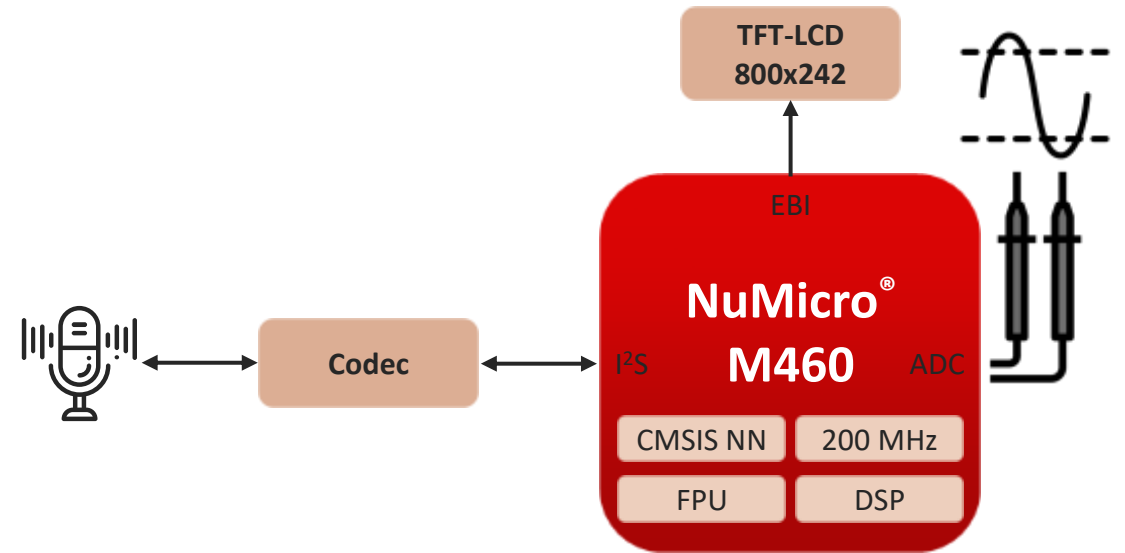 TFT-LCD
800x242
EBI
NuMicro®
M460
Codec
I²S
ADC
CMSIS NN
200 MHz
FPU
DSP